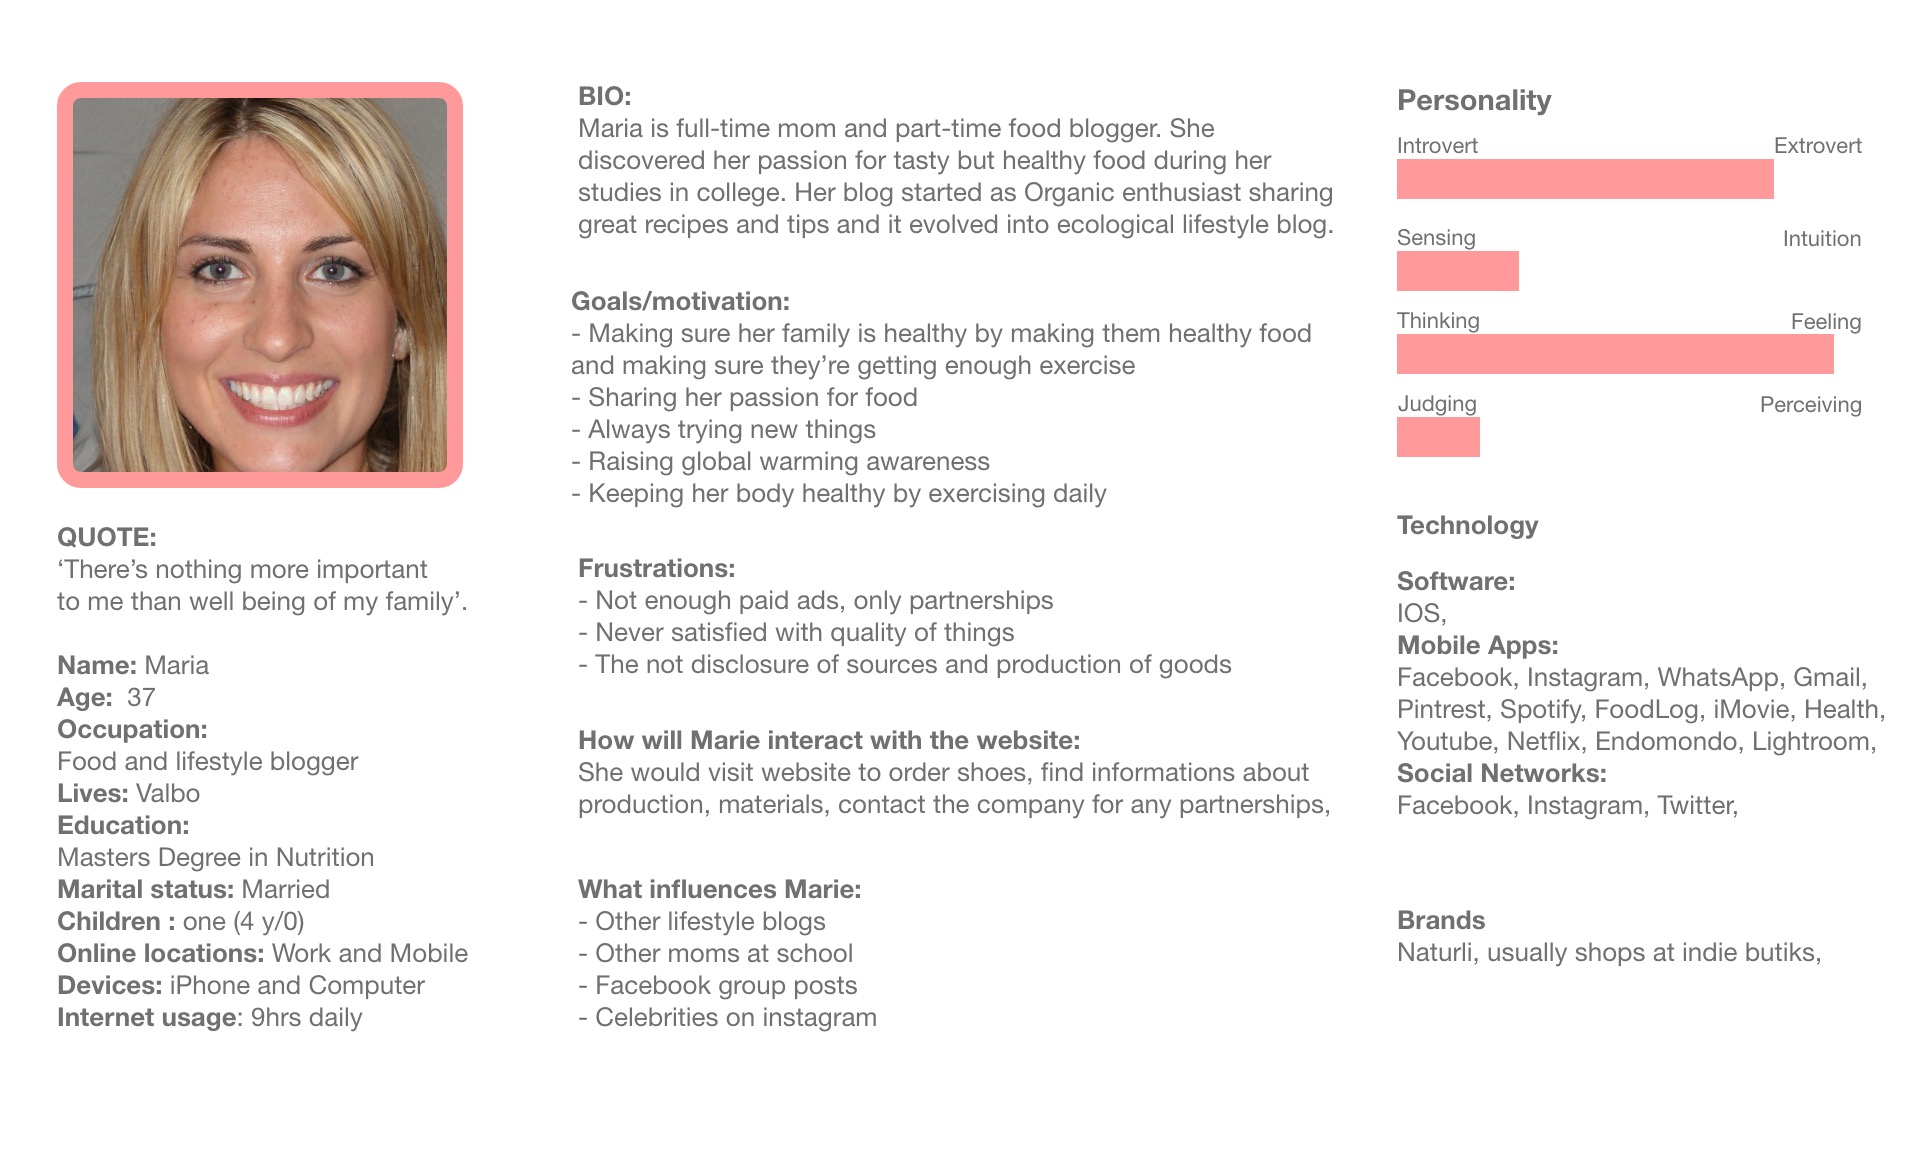 QUOTE:
‘There’s nothing more important
to me than well being of my family’.
Name: Maria
Age:  37
Occupation:
Food and lifestyle blogger
Lives: Valbo
Education:
Masters Degree in Nutrition
Marital status: Married
Children : one (4 y/0)
Online locations: Work and Mobile
Devices: iPhone and Computer
Internet usage: 9hrs daily
BIO:
Maria is full-time mom and part-time food blogger. She
discovered her passion for tasty but healthy food during her
studies in college. Her blog started as Organic enthusiast sharing
great recipes and tips and it evolved into ecological lifestyle blog.
Goals/motivation:
- Making sure her family is healthy by making them healthy food
and making sure they’re getting enough exercise
- Sharing her passion for food
- Always trying new things
- Raising global warming awareness
- Keeping her body healthy by exercising daily
Frustrations:
- Not enough paid ads, only partnerships
- Never satisfied with quality of things
- The not disclosure of sources and production of goods
How will Marie interact with the website:
She would visit website to order shoes, find informations about
production, materials, contact the company for any partnerships,
What influences Marie:
- Other lifestyle blogs
- Other moms at school
- Facebook group posts
- Celebrities on instagram
Personality
Introvert Extrovert
Sensing Intuition
Thinking Feeling
Judging Perceiving
Technology
Software:
IOS,
Mobile Apps:
Facebook, Instagram, WhatsApp, Gmail,
Pintrest, Spotify, FoodLog, iMovie, Health,
Youtube, Netflix, Endomondo, Lightroom,
Social Networks:
Facebook, Instagram, Twitter,
Brands
Naturli, usually shops at indie butiks,